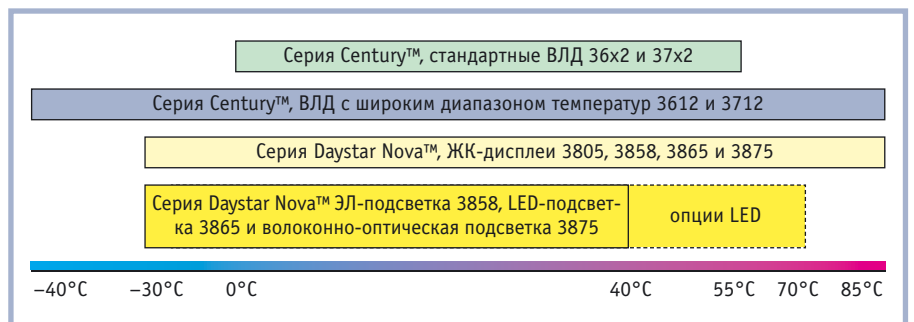 Серия Century™, стандартные ВЛД 36x2 и 37x2
Серия Century™, ВЛД с широким диапазоном температур 3612 и 3712
Серия Daystar Nova™, ЖК-дисплеи 3805, 3858, 3865 и 3875
Серия Daystar Nova™ ЭЛ-подсветка 3858, LED-подсвет-
ка 3865 и волоконно-оптическая подсветка 3875
опции LED
–40°C –30°C 0°C 40°C 55°C 70°C 85°C